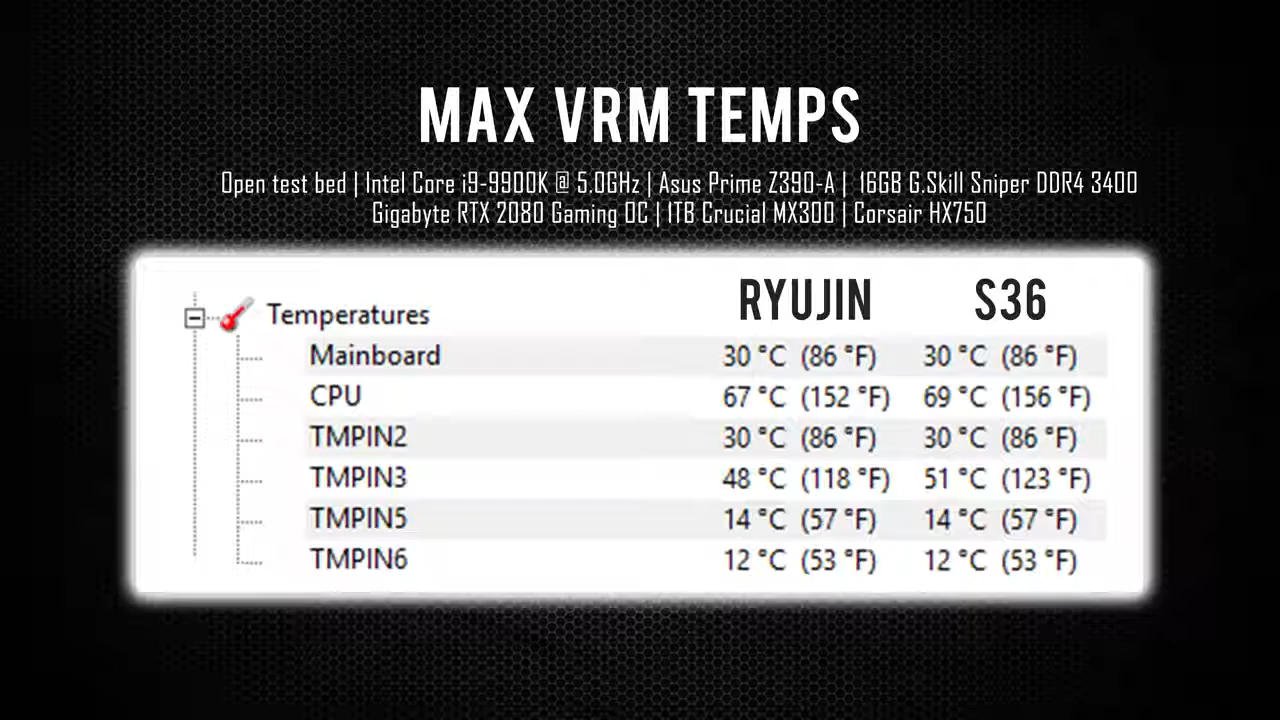 MAX VRM TEMPS
Open test bed | Intel Core i9-9900K @ 5.0GHz | Asus Prime Z390-A | 16GB G.Skill Sniper DDR4 3400
Gigabyte RTX 2080 Gaming OC | 1TB Crucial MX300 | Corsair HX750
RYUJIN S36
Temperatures
Mainboard 30 °C (86 °F) 30 °C (86 °F)
CPU 67 °C (152 °F) 69 °C (156 °F)
TMPIN2 30 °C (86 °F) 30 °C (86 °F)
TMPIN3 48 °C (118 °F) 51 °C (123 °F)
TMPIN5 14 °C (57 °F) 14 °C (57 °F)
TMPIN6 12 °C (53 °F) 12 °C (53 °F)